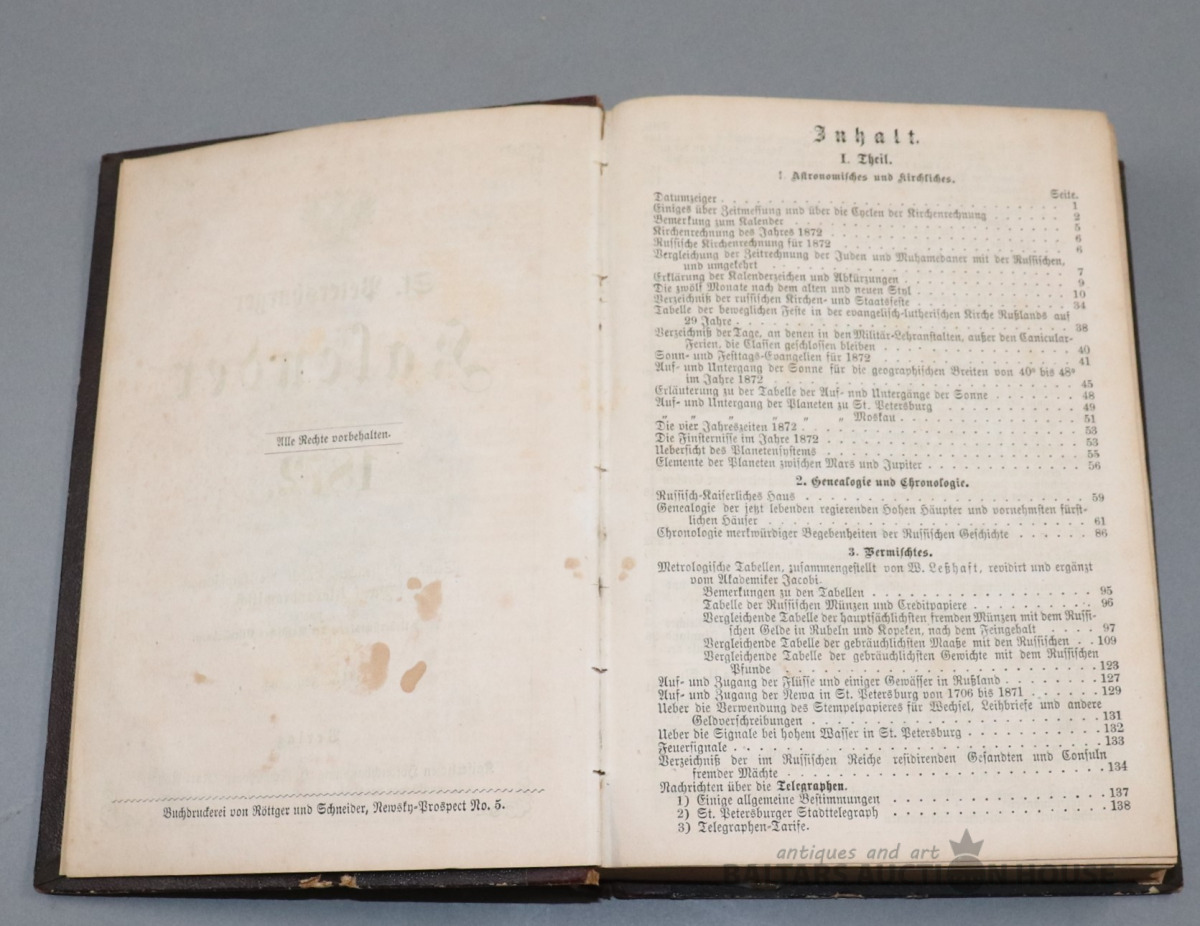 St. Petersburger
Kalender
1872.
Alle Rechte vorbehalten.
Buchdruckerei von Röttger und Schneider, Newsky-Prospect No. 5.
Inhalt.
I. Theil.
1. Astronomisches und Kirchliches.
Seite.
Datumzeiger . . . . 1
Einiges über Zeitmessung und über die Cyclen der Kirchenrechnung . . . . 2
Bemerkung zum Kalender . . . . 5
Kirchenrechnung des Jahres 1872 . . . . 6
Russische Kirchenrechnung für 1872 . . . . 6
Vergleichung der Zeitrechnung der Juden und Muhamedaner mit der Russischen,
und umgekehrt . . . . 7
Erklärung der Kalenderzeichen und Abkürzungen . . . . 9
Die zwölf Monate nach dem alten und neuen Styl . . . . 10
Verzeichniß der russischen Kirchen- und Staatsfeste . . . . 34
Tabelle der beweglichen Feste in der evangelisch-lutherischen Kirche Rußlands auf
29 Jahre . . . . 38
Verzeichniß der Tage, an denen in den Militär-Lehranstalten, außer den Canicular-
Ferien, die Classen geschlossen bleiben . . . . 40
Sonn- und Festtags-Evangelien für 1872 . . . . 41
Auf- und Untergang der Sonne für die geographischen Breiten von 40° bis 48°
im Jahre 1872 . . . . 45
Erläuterung zu der Tabelle der Auf- und Untergänge der Sonne . . . . 48
Auf- und Untergang der Planeten zu St. Petersburg . . . . 49
" " " " " " Moskau . . . . 51
Die vier Jahreszeiten 1872 . . . . 53
Die Finsternisse im Jahre 1872 . . . . 53
Uebersicht des Planetensystems . . . . 55
Elemente der Planeten zwischen Mars und Jupiter . . . . 56
2. Genealogie und Chronologie.
Russisch-Kaiserliches Haus . . . . 59
Genealogie der jetzt lebenden regierenden Hohen Häupter und vornehmsten fürst-
lichen Häuser . . . . 61
Chronologie merkwürdiger Begebenheiten der Russischen Geschichte . . . . 86
3. Vermischtes.
Metrologische Tabellen, zusammengestellt von W. Leßhaft, revidirt und ergänzt
vom Akademiker Jacobi.
Bemerkungen zu den Tabellen . . . . 95
Tabelle der Russischen Münzen und Creditpapiere . . . . 96
Vergleichende Tabelle der hauptsächlichsten fremden Münzen mit dem Russi-
schen Gelde in Rubeln und Kopeken, nach dem Feingehalt . . . . 97
Vergleichende Tabelle der gebräuchlichsten Maaße mit den Russischen . . 109
Vergleichende Tabelle der gebräuchlichsten Gewichte mit dem Russischen
Pfunde . . . . 123
Auf- und Zugang der Flüsse und einiger Gewässer in Rußland . . . . 127
Auf- und Zugang der Newa in St. Petersburg von 1706 bis 1871 . . . . 129
Ueber die Verwendung des Stempelpapieres für Wechsel, Leihbriefe und andere
Geldverschreibungen . . . . 131
Ueber die Signale bei hohem Wasser in St. Petersburg . . . . 132
Feuersignale . . . . 133
Verzeichniß der im Russischen Reiche residirenden Gesandten und Consuln
fremder Mächte . . . . 134
Nachrichten über die Telegraphen.
1) Einige allgemeine Bestimmungen . . . . 137
2) St. Petersburger Stadttelegraph . . . . 138
3) Telegraphen-Tarife.
antiques and art
BALTARS AUCTION HOUSE